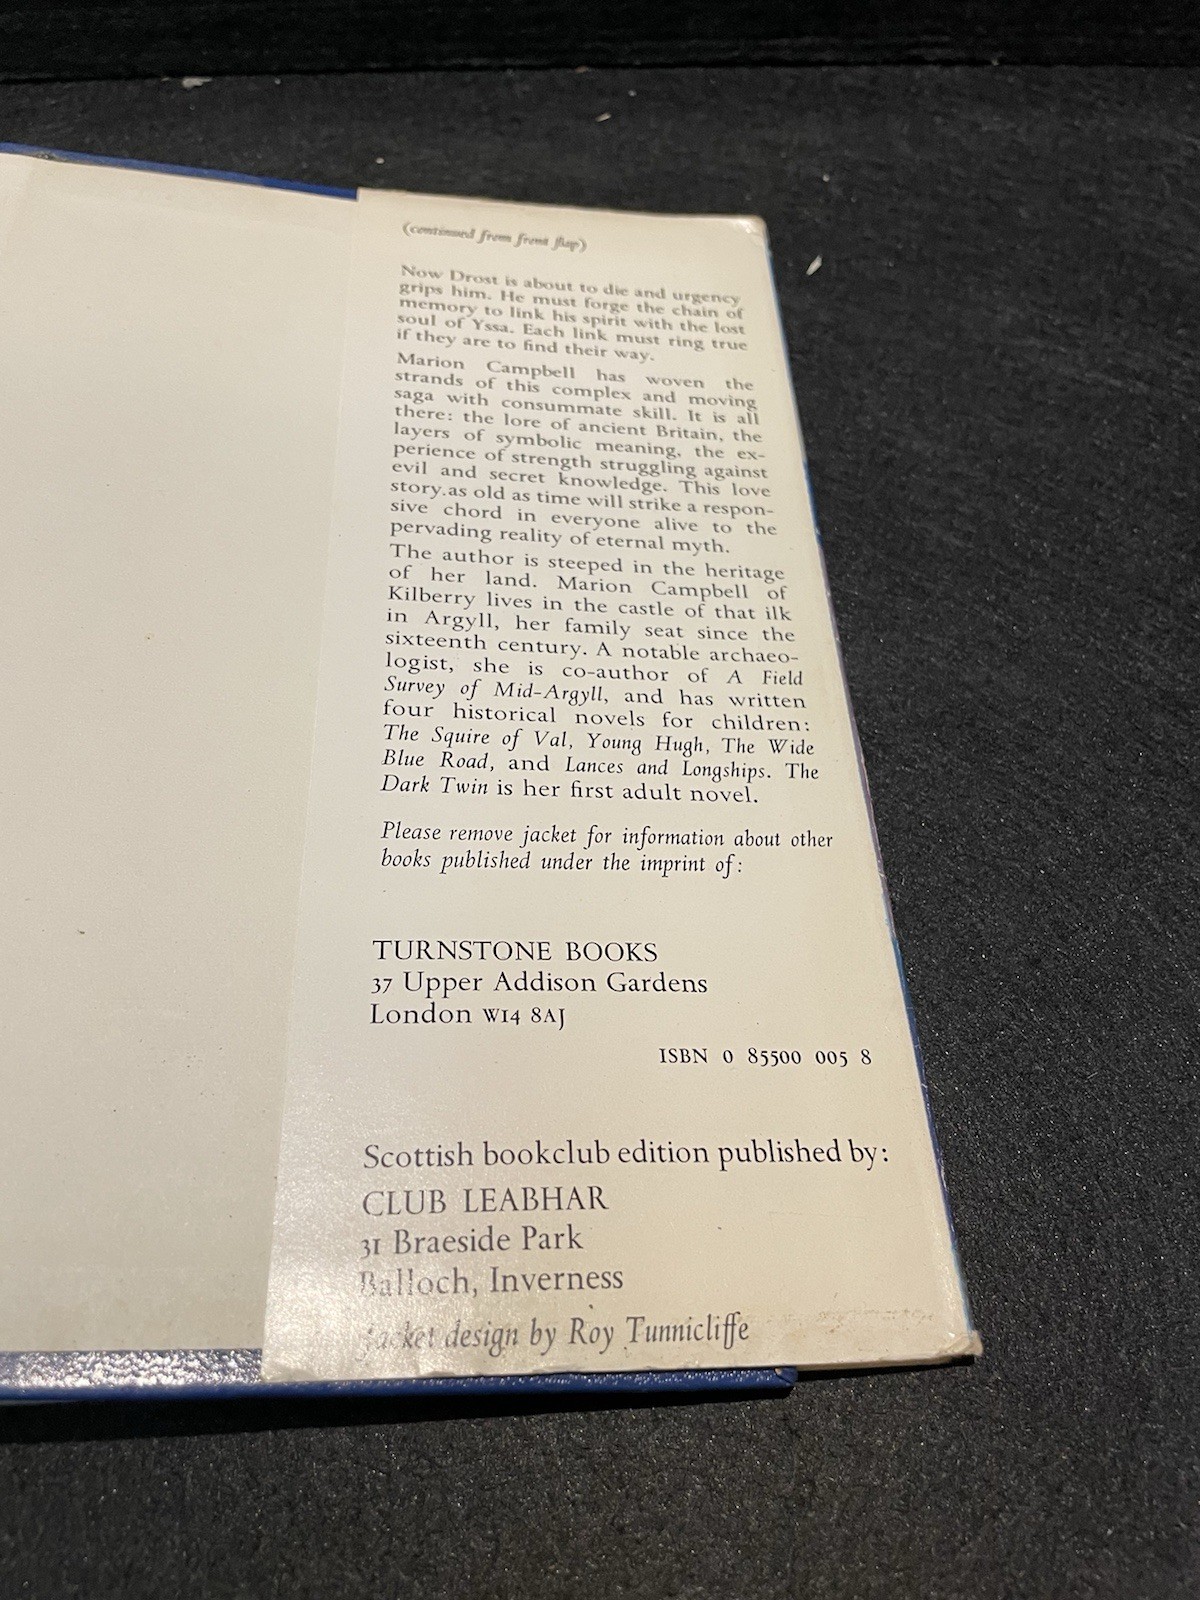 (continued from front flap)
Now Drost is about to die and urgency
grips him. He must forge the chain of
memory to link his spirit with the lost
soul of Yssa. Each link must ring true
if they are to find their way.
Marion Campbell has woven the
strands of this complex and moving
saga with consummate skill. It is all
there: the lore of ancient Britain, the
layers of symbolic meaning, the ex-
perience of strength struggling against
evil and secret knowledge. This love
story.as old as time will strike a respon-
sive chord in everyone alive to the
pervading reality of eternal myth.
The author is steeped in the heritage
of her land. Marion Campbell of
Kilberry lives in the castle of that ilk
in Argyll, her family seat since the
sixteenth century. A notable archaeo-
logist, she is co-author of A Field
Survey of Mid-Argyll, and has written
four historical novels for children:
The Squire of Val, Young Hugh, The Wide
Blue Road, and Lances and Longships. The
Dark Twin is her first adult novel.
Please remove jacket for information about other
books published under the imprint of:
TURNSTONE BOOKS
37 Upper Addison Gardens
London W14 8AJ
ISBN 0 85500 005 8
Scottish bookclub edition published by:
CLUB LEABHAR
31 Braeside Park
Balloch, Inverness
Jacket design by Roy Tunnicliffe